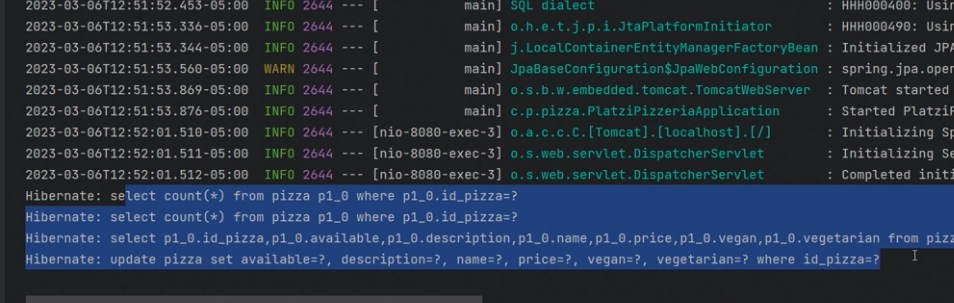 2023-03-06T12:51:52.453-05:00 INFO 2644 --- [ main] SQL dialect : HHH000400: Usin
2023-03-06T12:51:53.336-05:00 INFO 2644 --- [ main] o.h.e.t.j.p.i.JtaPlatformInitiator : HHH000490: Usin
2023-03-06T12:51:53.344-05:00 INFO 2644 --- [ main] j.LocalContainerEntityManagerFactoryBean : Initialized JPA
2023-03-06T12:51:53.560-05:00 WARN 2644 --- [ main] JpaBaseConfiguration$JpaWebConfiguration : spring.jpa.open
2023-03-06T12:51:53.869-05:00 INFO 2644 --- [ main] o.s.b.w.embedded.tomcat.TomcatWebServer : Tomcat started
2023-03-06T12:51:53.876-05:00 INFO 2644 --- [ main] c.p.pizza.PlatziPizzeriaApplication : Started PlatziP
2023-03-06T12:52:01.510-05:00 INFO 2644 --- [nio-8080-exec-3] o.a.c.c.C.[Tomcat].[localhost].[/] : Initializing Sp
2023-03-06T12:52:01.511-05:00 INFO 2644 --- [nio-8080-exec-3] o.s.web.servlet.DispatcherServlet : Initializing Se
2023-03-06T12:52:01.512-05:00 INFO 2644 --- [nio-8080-exec-3] o.s.web.servlet.DispatcherServlet : Completed initi
Hibernate: select count(*) from pizza p1_0 where p1_0.id_pizza=?
Hibernate: select count(*) from pizza p1_0 where p1_0.id_pizza=?
Hibernate: select p1_0.id_pizza,p1_0.available,p1_0.description,p1_0.name,p1_0.price,p1_0.vegan,p1_0.vegetarian from pizz
Hibernate: update pizza set available=?, description=?, name=?, price=?, vegan=?, vegetarian=? where id_pizza=?